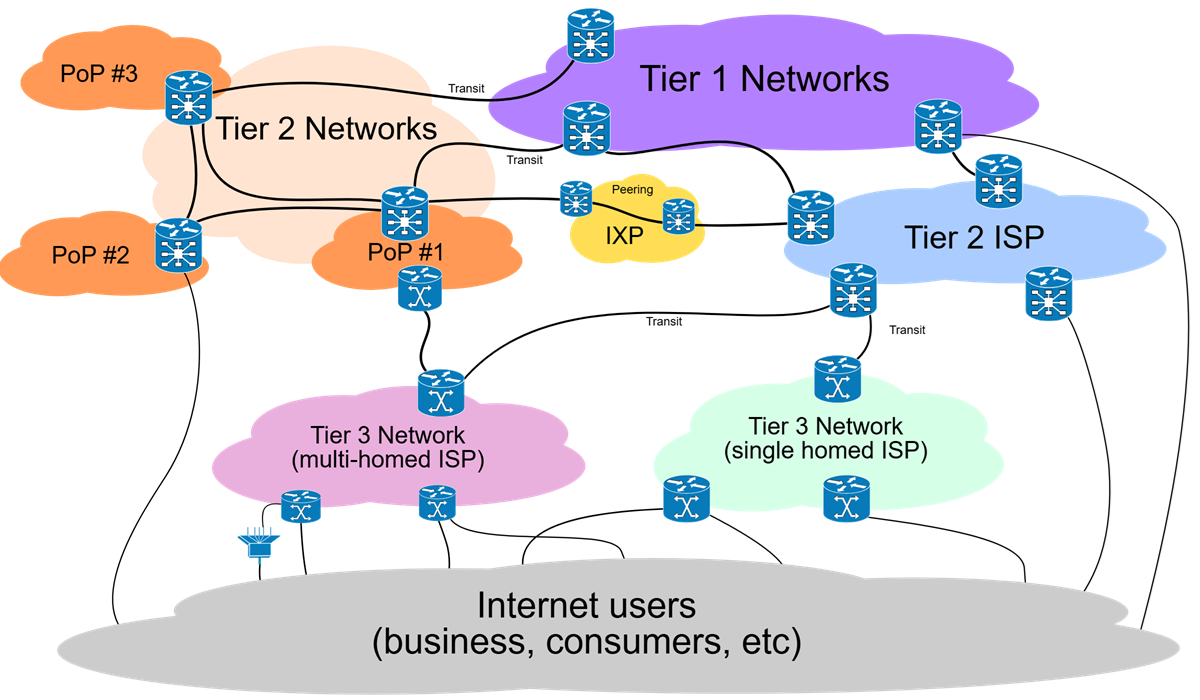 PoP #3
Tier 1 Networks
Transit
Tier 2 Networks
Transit
Peering
IXP
Tier 2 ISP
PoP #2
PoP #1
Transit
Transit
Tier 3 Network
(multi-homed ISP)
Tier 3 Network
(single homed ISP)
Internet users
(business, consumers, etc)